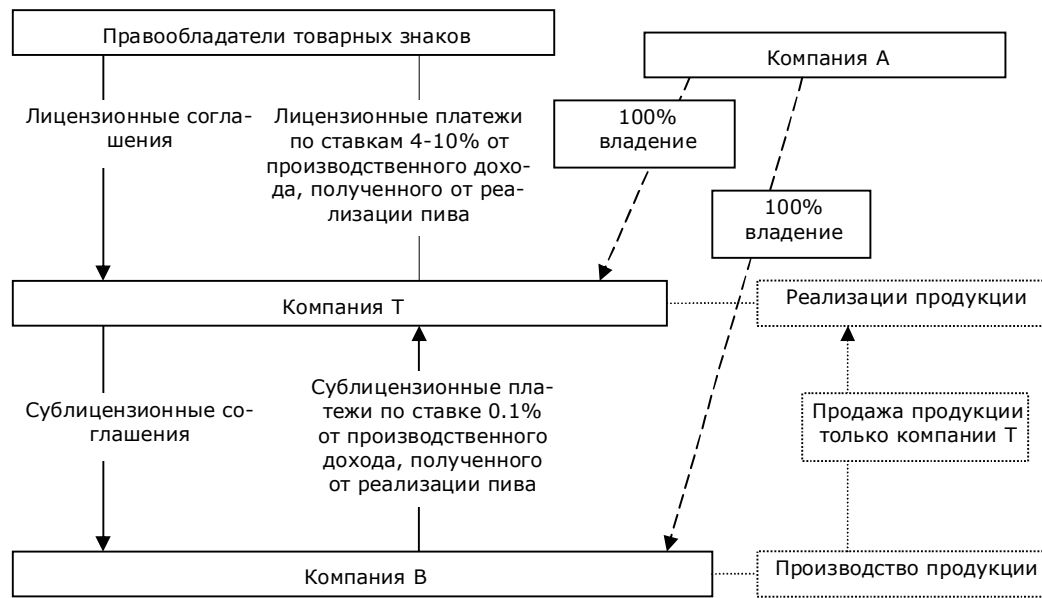 Правообладатели товарных знаков
Компания А
Лицензионные согла-
шения
Лицензионные платежи
по ставкам 4-10% от
производственного дохо-
да, полученного от реа-
лизации пива
100%
владение
100%
владение
Компания Т
Реализации продукции
Сублицензионные со-
глашения
Сублицензионные пла-
тежи по ставке 0.1%
от производственного
дохода, полученного
от реализации пива
Продажа продукции
только компании Т
Компания В
Производство продукции